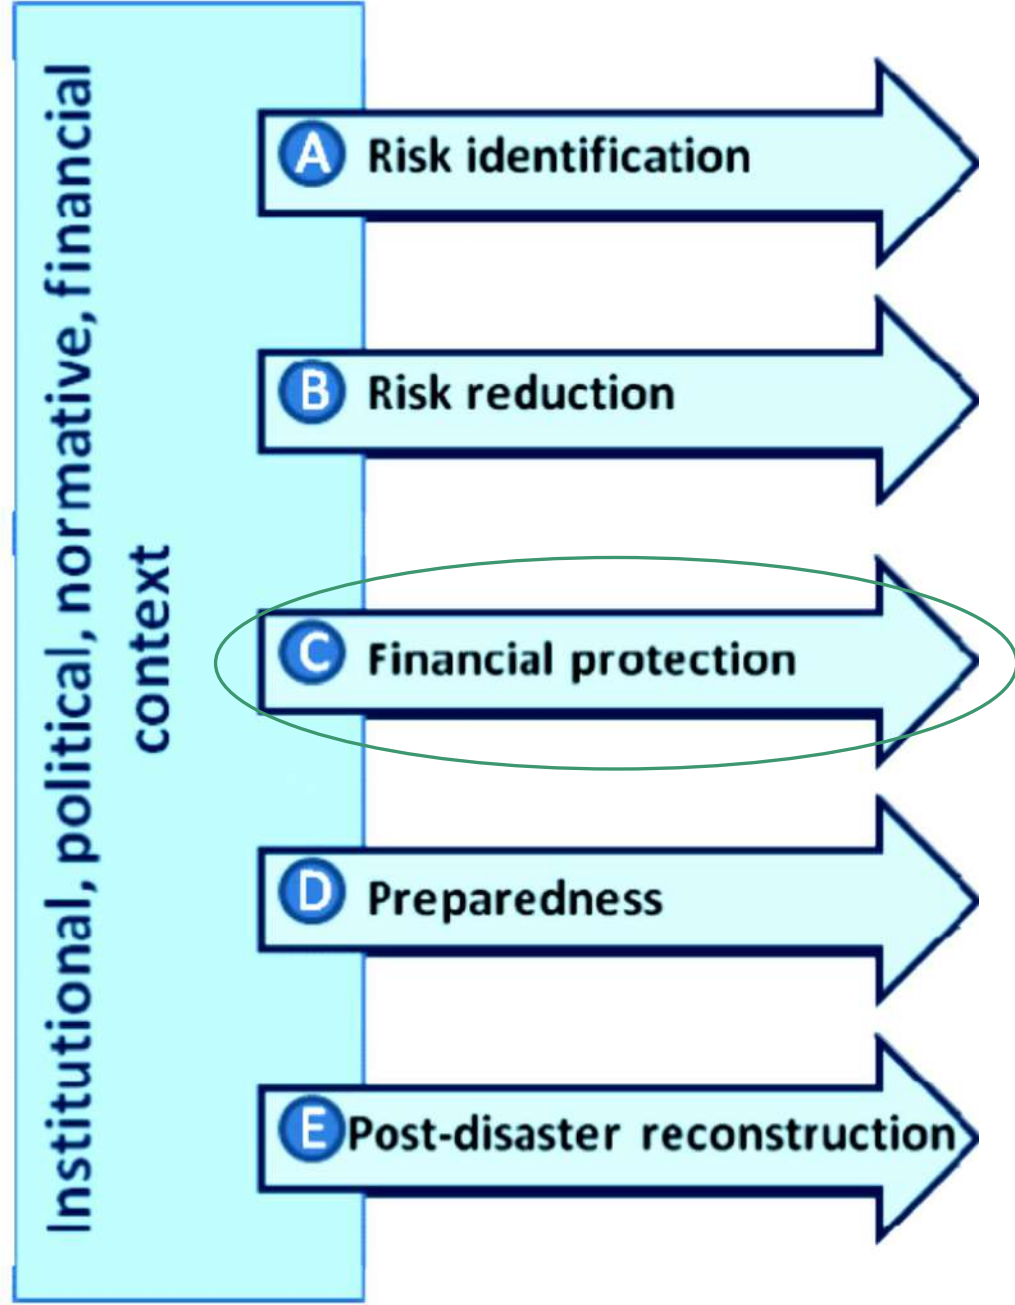 Institutional, political, normative, financial
context
A Risk identification
B Risk reduction
C Financial protection
D Preparedness
E Post-disaster reconstruction